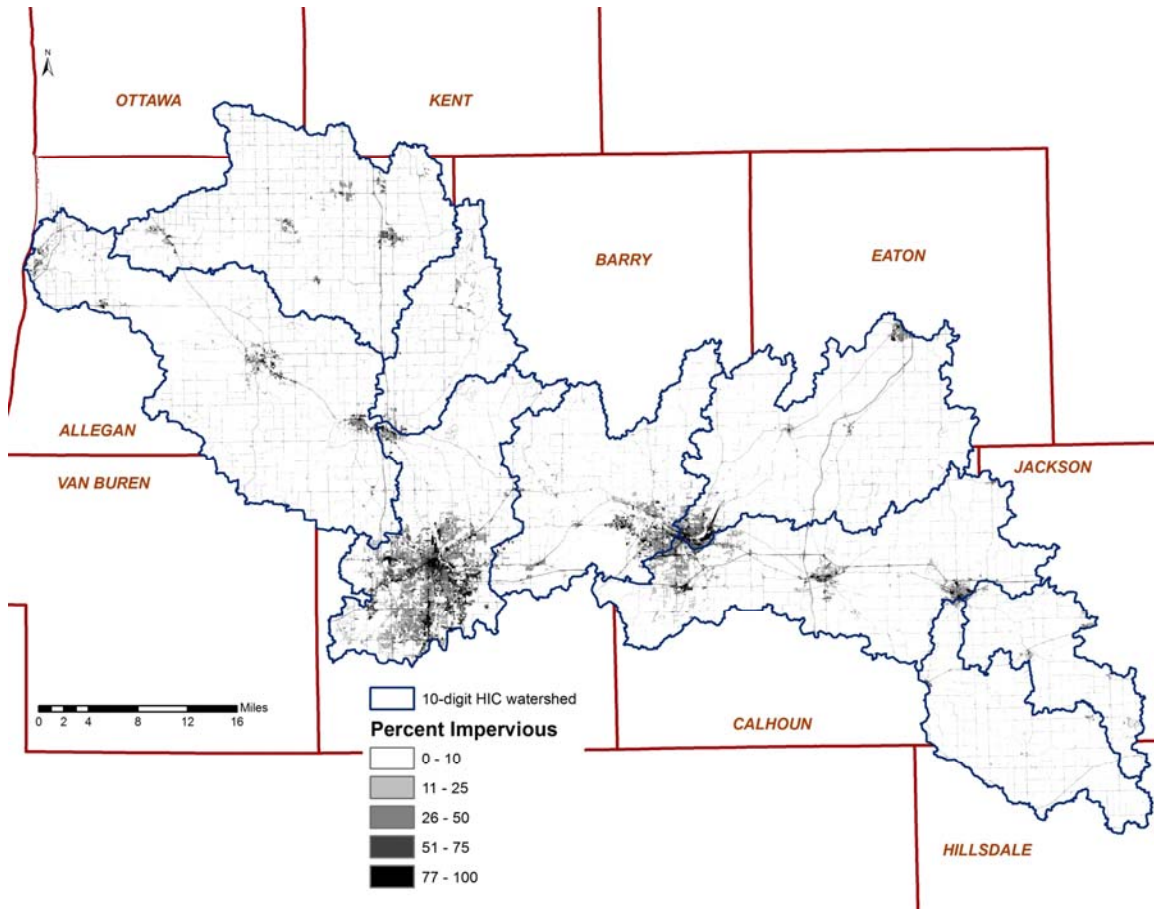 N
OTTAWA
KENT
BARRY
EATON
ALLEGAN
VAN BUREN
JACKSON
Miles
0 2 4 8 12 16
10-digit HIC watershed
Percent Impervious
0 - 10
11 - 25
26 - 50
51 - 75
77 - 100
CALHOUN
HILLSDALE